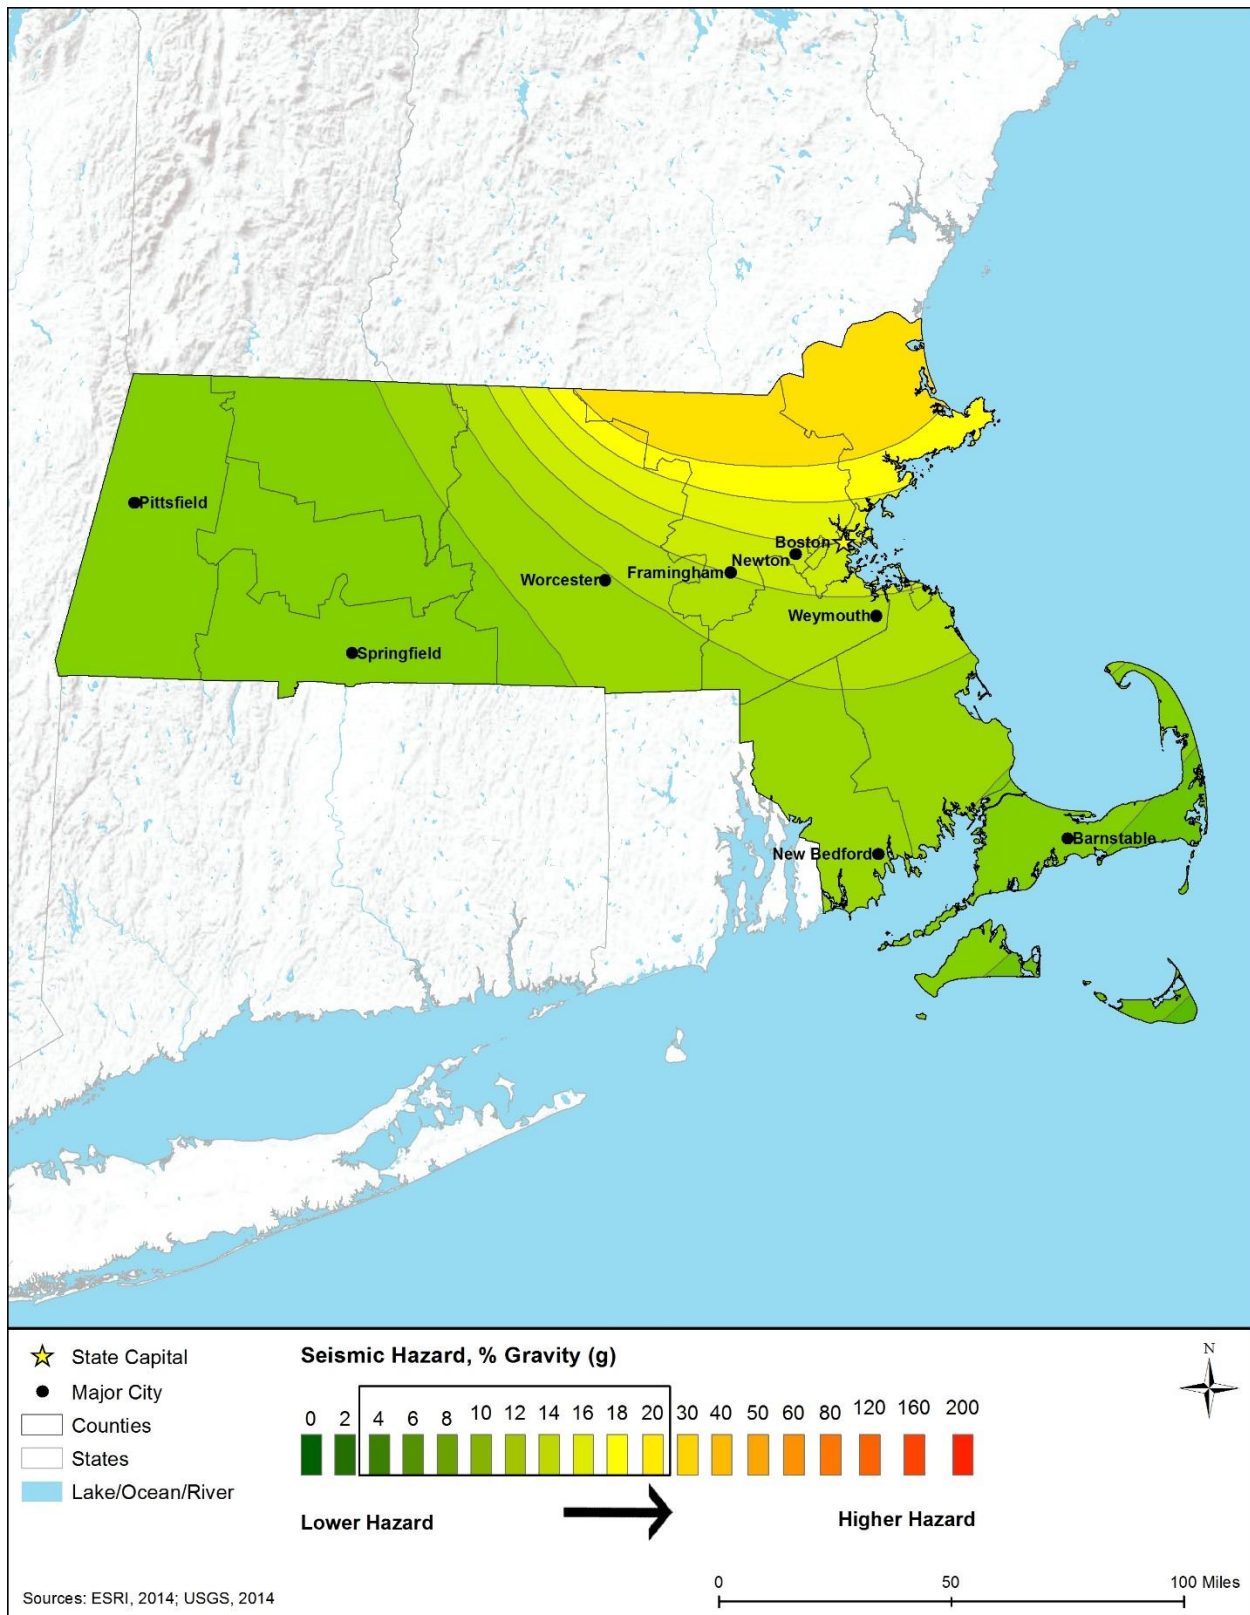 Pittsfield
Boston
Newton
Framingham
Worcester
Weymouth
Springfield
Barnstable
New Bedford
State Capital
Major City
Counties
States
Lake/Ocean/River
Seismic Hazard, % Gravity (g)
0 2 4 6 8 10 12 14 16 18 20 30 40 50 60 80 120 160 200
Lower Hazard
Higher Hazard
N
Sources: ESRI, 2014; USGS, 2014
0 50 100 Miles